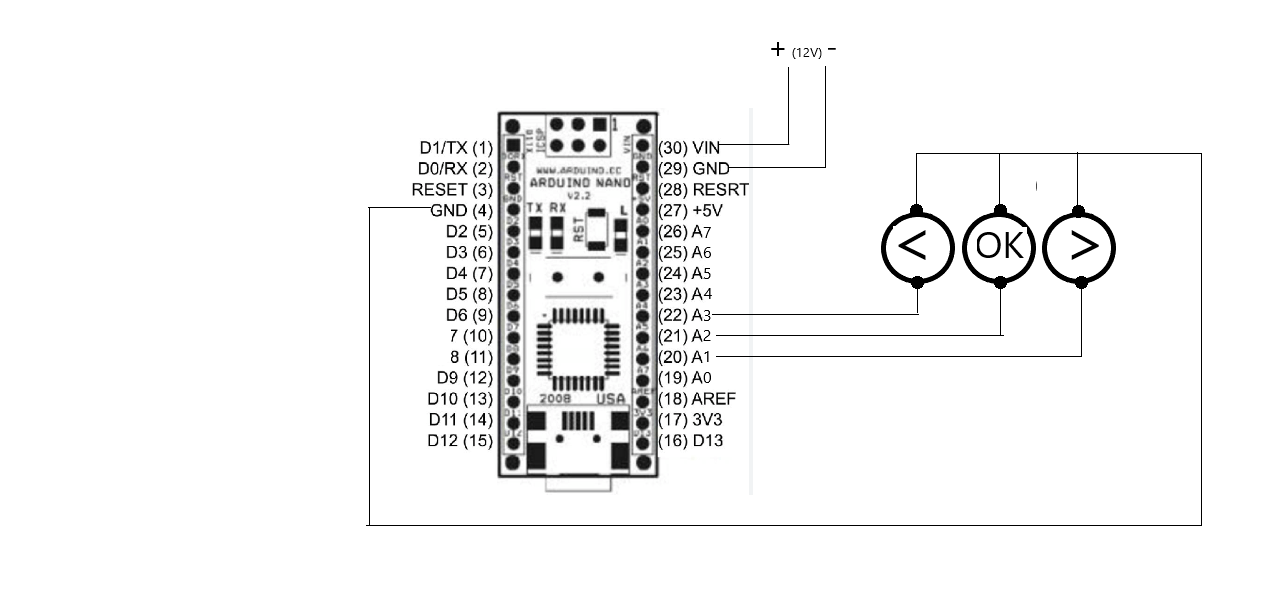 + (12V) -
D1/TX (1)
D0/RX (2)
RESET (3)
GND (4)
D2 (5)
D3 (6)
D4 (7)
D5 (8)
D6 (9)
7 (10)
8 (11)
D9 (12)
D10 (13)
D11 (14)
D12 (15)
1
ICSP
VIN
WWW.ARDUINO.CC
ARDUINO NANO
V2.2
TX RX
RST
L
2008 USA
(30) VIN
(29) GND
(28) RESRT
(27) +5V
(26) A7
(25) A6
(24) A5
(23) A4
(22) A3
(21) A2
(20) A1
(19) A0
(18) AREF
(17) 3V3
(16) D13
< OK >